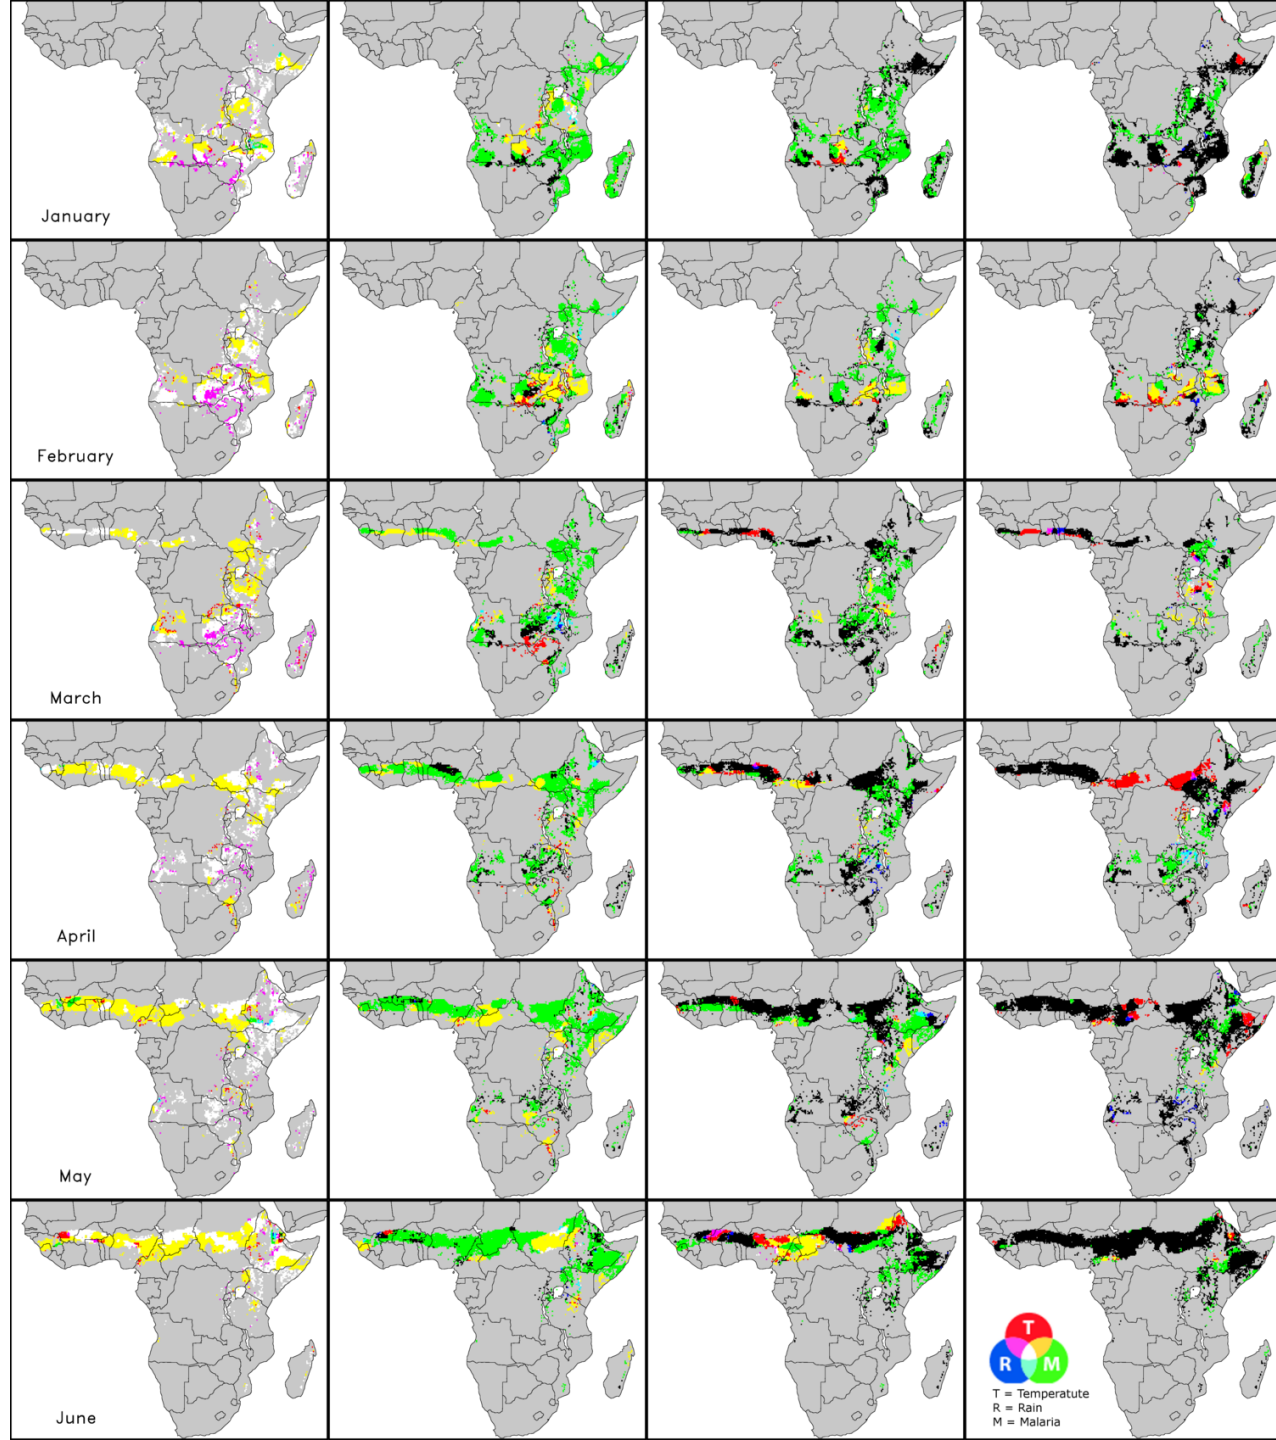 January
February
March
April
May
June
T
R M
T = Temperatute
R = Rain
M = Malaria